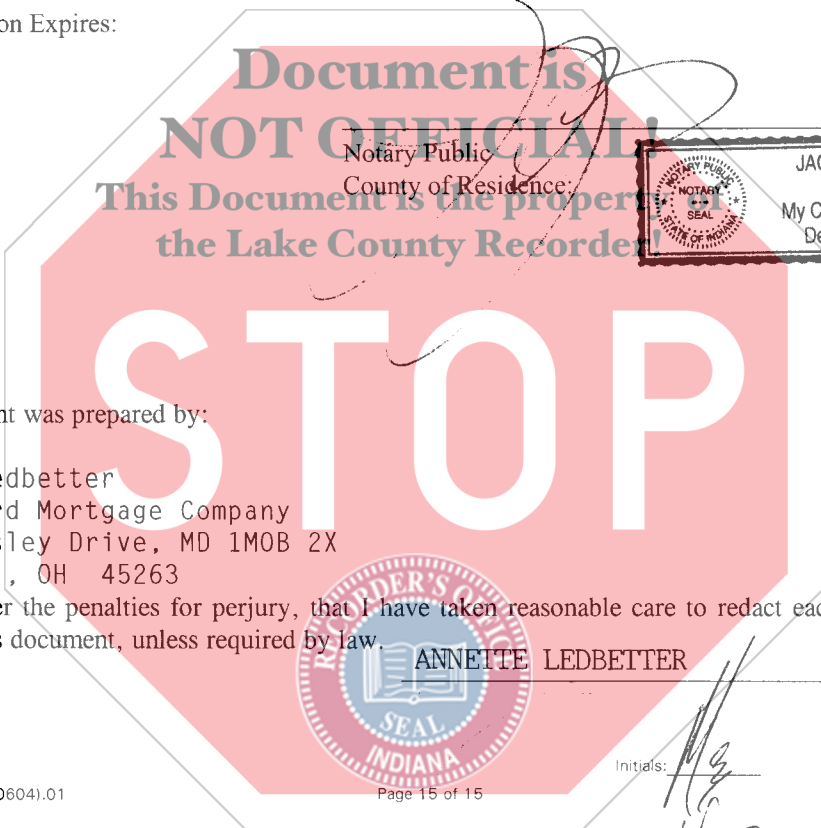 on Expires:
Document is
NOT OFFICIAL!
Notary Public
County of Residence:
This Document is the property of
the Lake County Recorder!
NOTARY PUBLIC
NOTARY
SEAL
STATE OF INDIANA
JAC
My C
De
STOP
nt was prepared by:
edbetter
rd Mortgage Company
sley Drive, MD 1MOB 2X
, OH 45263
er the penalties for perjury, that I have taken reasonable care to redact eac
s document, unless required by law.
ANNETTE LEDBETTER
RECORDER'S OFFICE
SEAL
INDIANA
Initials:
0604).01
Page 15 of 15